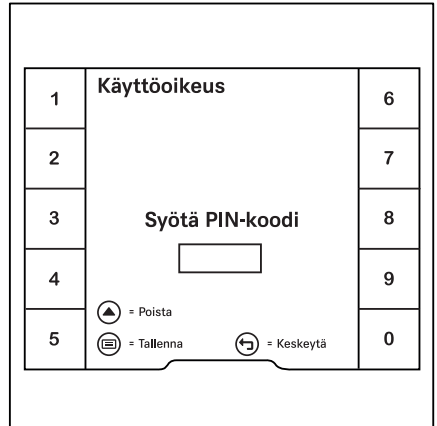 Käyttöoikeus
1
6
2
7
3
Syötä PIN-koodi
8
4
9
= Poista
5
= Tallenna
= Keskeytä
0